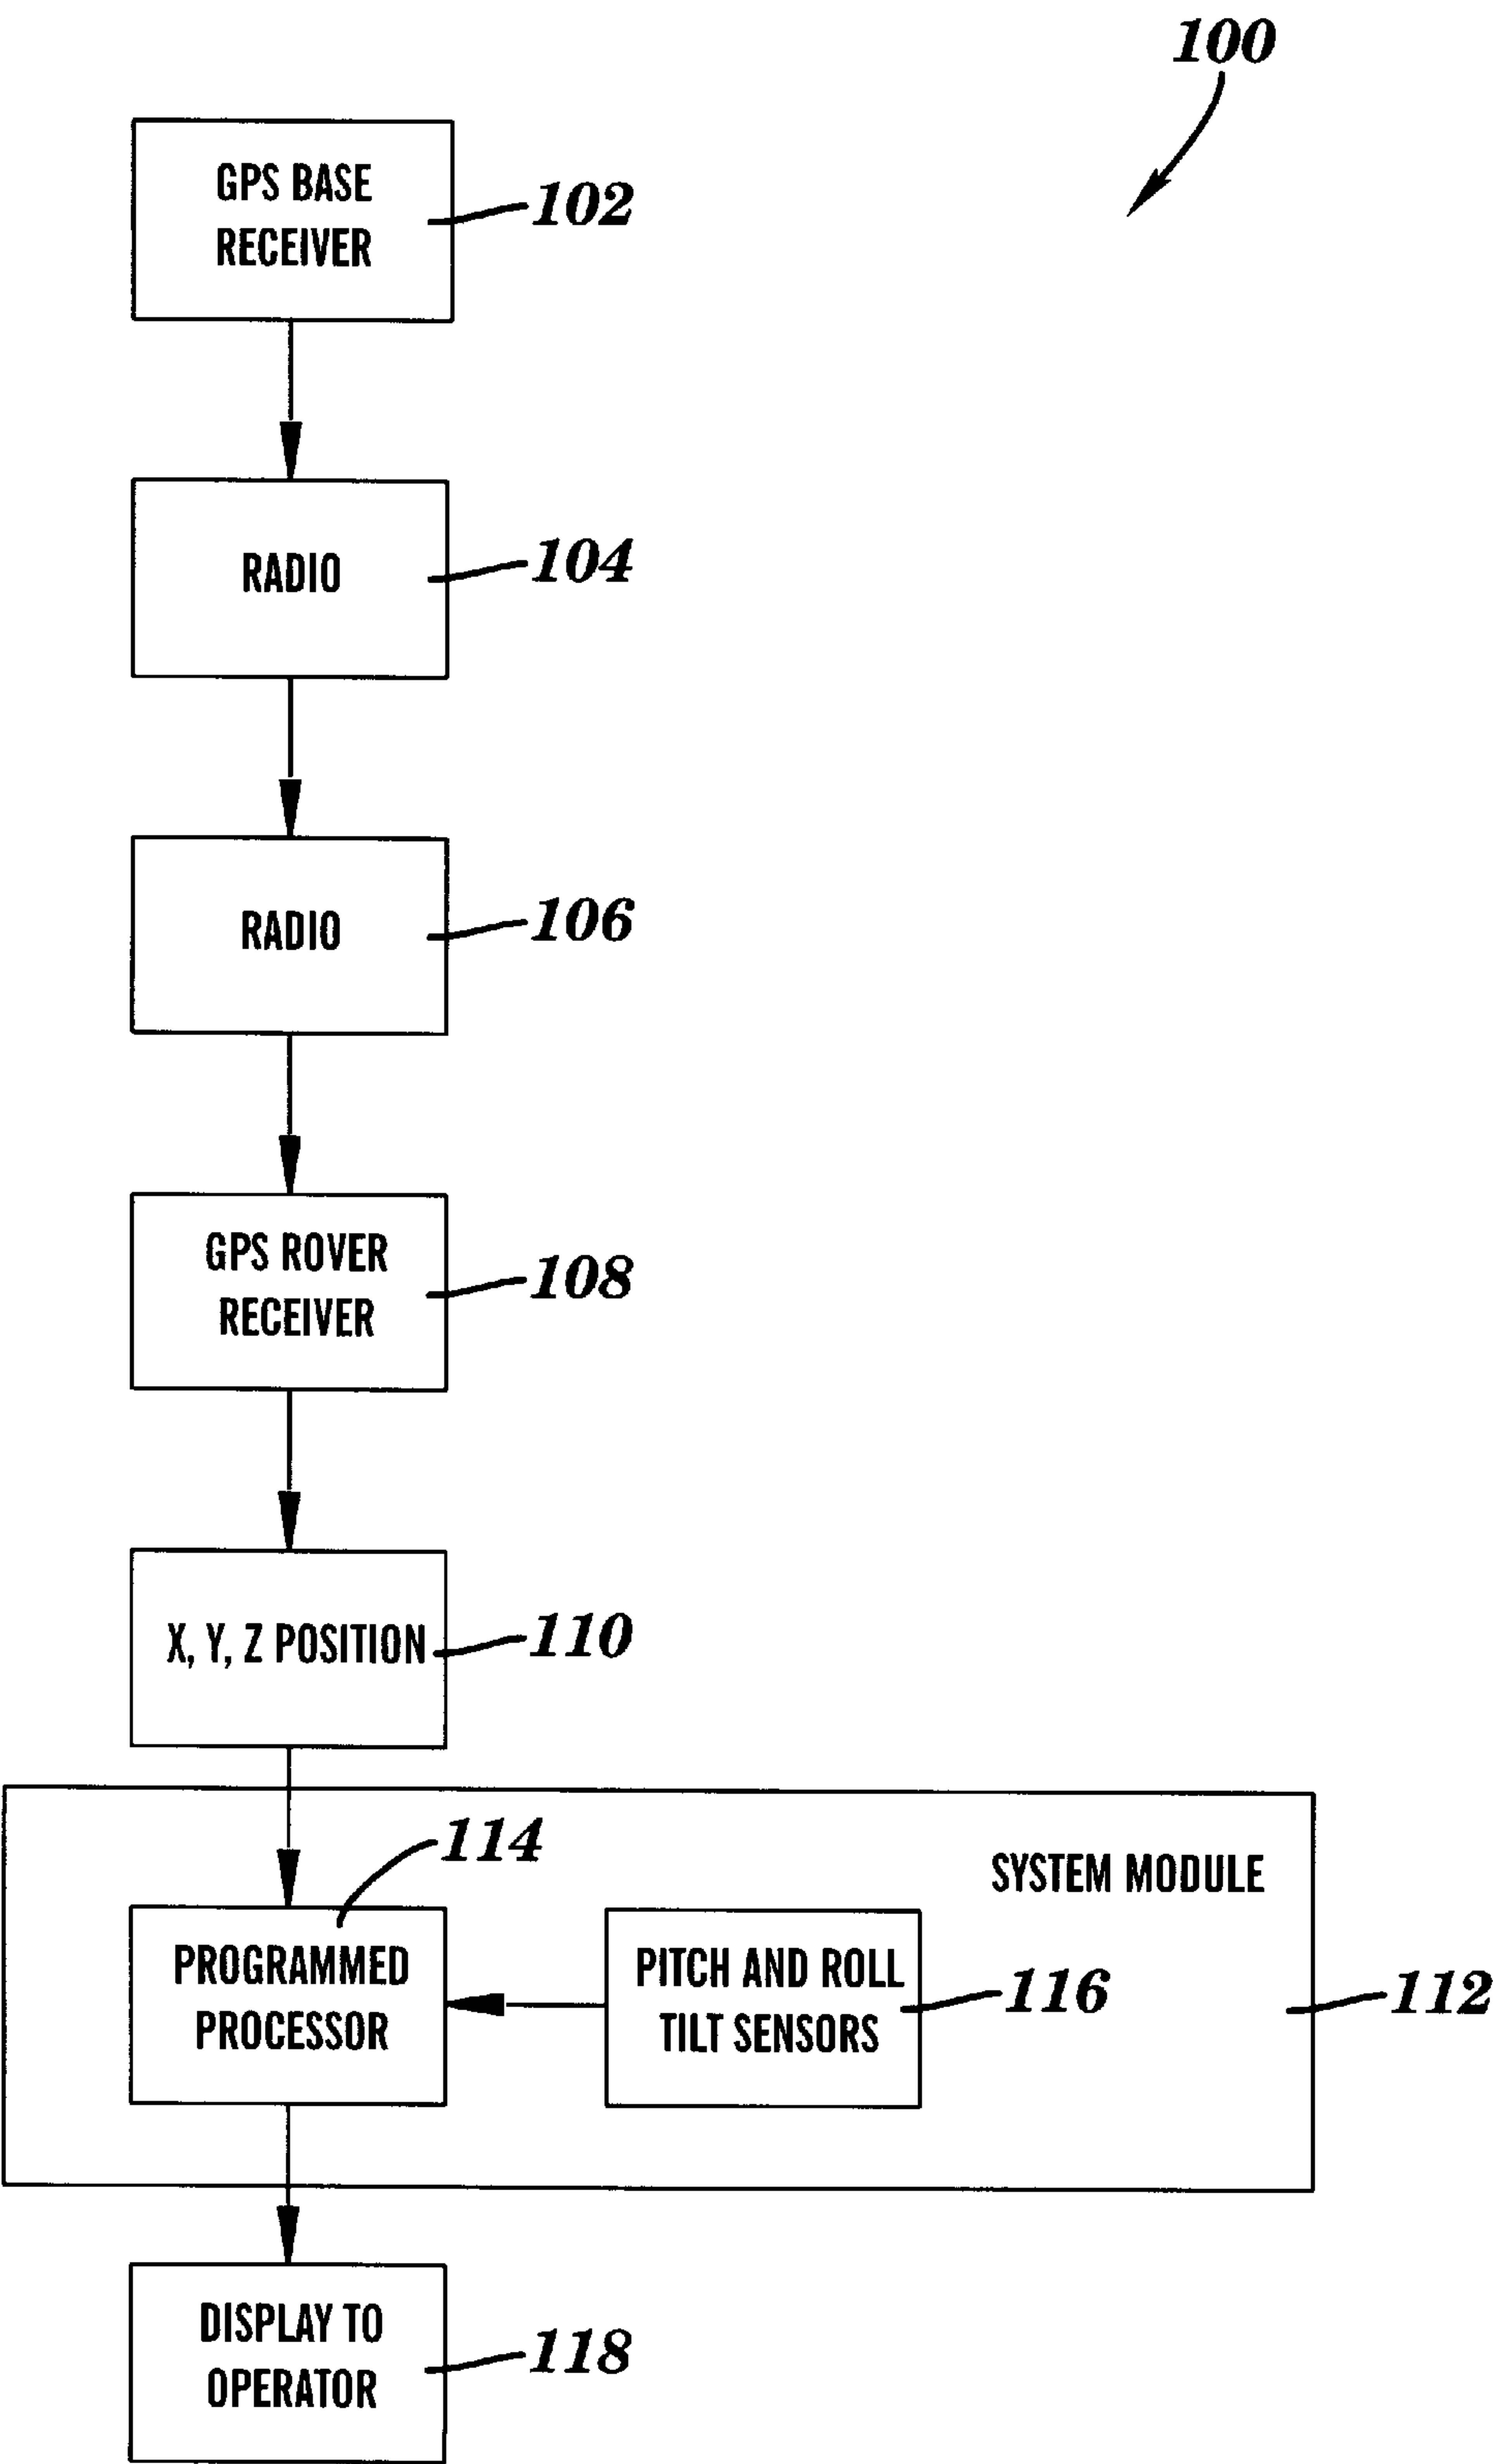 100
GPS BASE
RECEIVER
102
RADIO
104
RADIO
106
GPS ROVER
RECEIVER
108
X, Y, Z POSITION
110
114
SYSTEM MODULE
PROGRAMMED
PROCESSOR
PITCH AND ROLL
TILT SENSORS
116
112
DISPLAY TO
OPERATOR
118